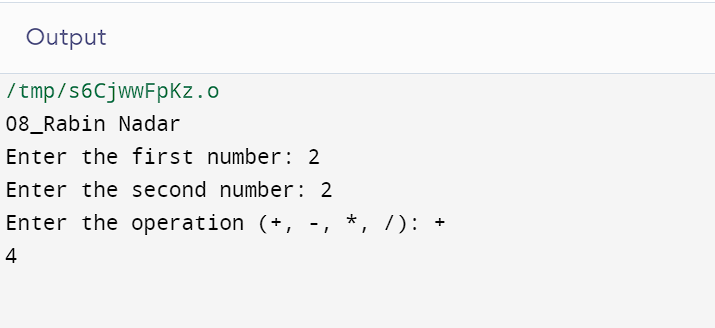 Output
/tmp/s6CjwwFpKz.o
08_Rabin Nadar
Enter the first number: 2
Enter the second number: 2
Enter the operation (+, -, *, /): +
4